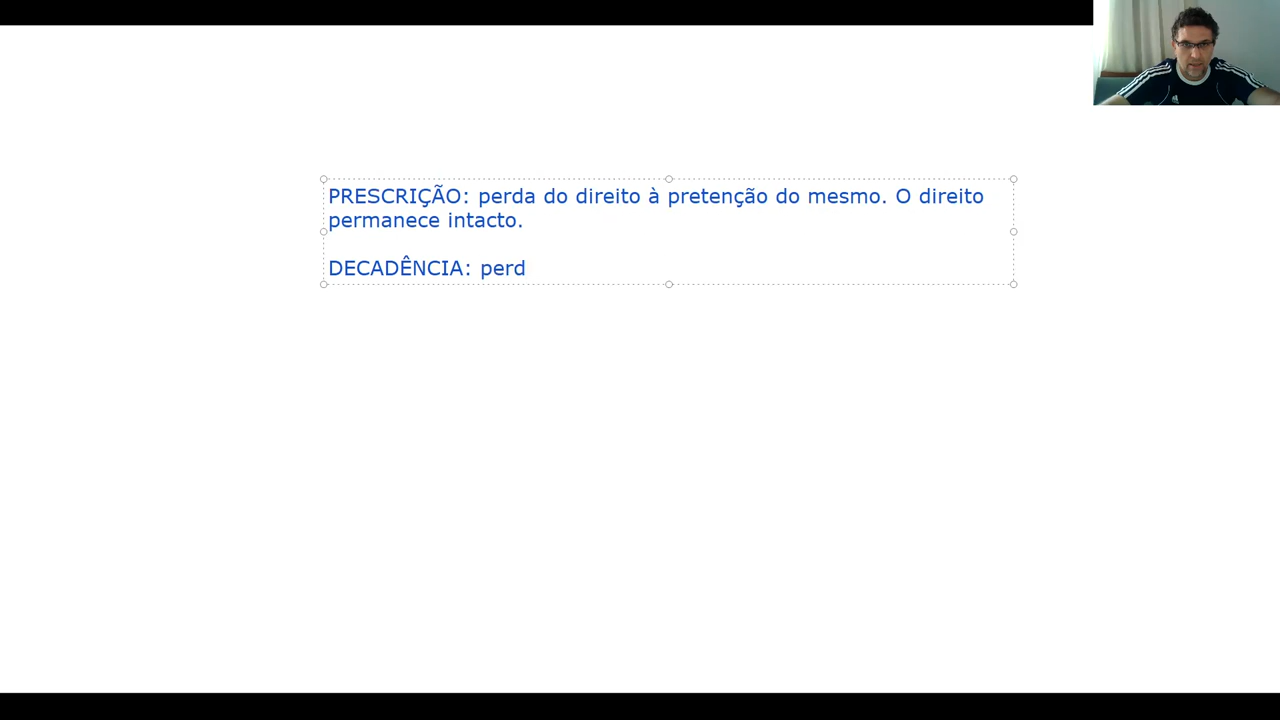 PRESCRIÇÃO: perda do direito à pretenção do mesmo. O direito
permanece intacto.
DECADÊNCIA: perd